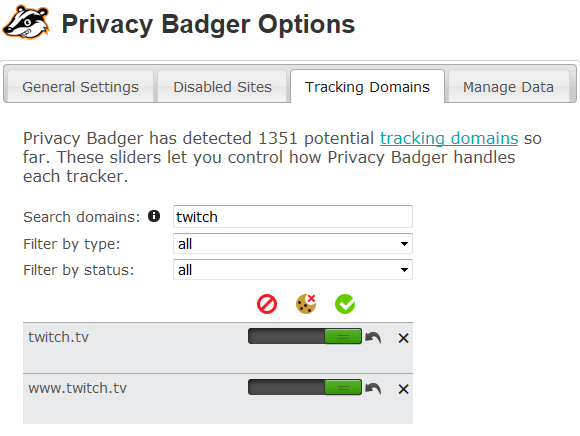 Privacy Badger Options
General Settings
Disabled Sites
Tracking Domains
Manage Data
Privacy Badger has detected 1351 potential tracking domains so
far. These sliders let you control how Privacy Badger handles
each tracker.
Search domains: twitch
Filter by type: all
Filter by status: all
twitch.tv
www.twitch.tv